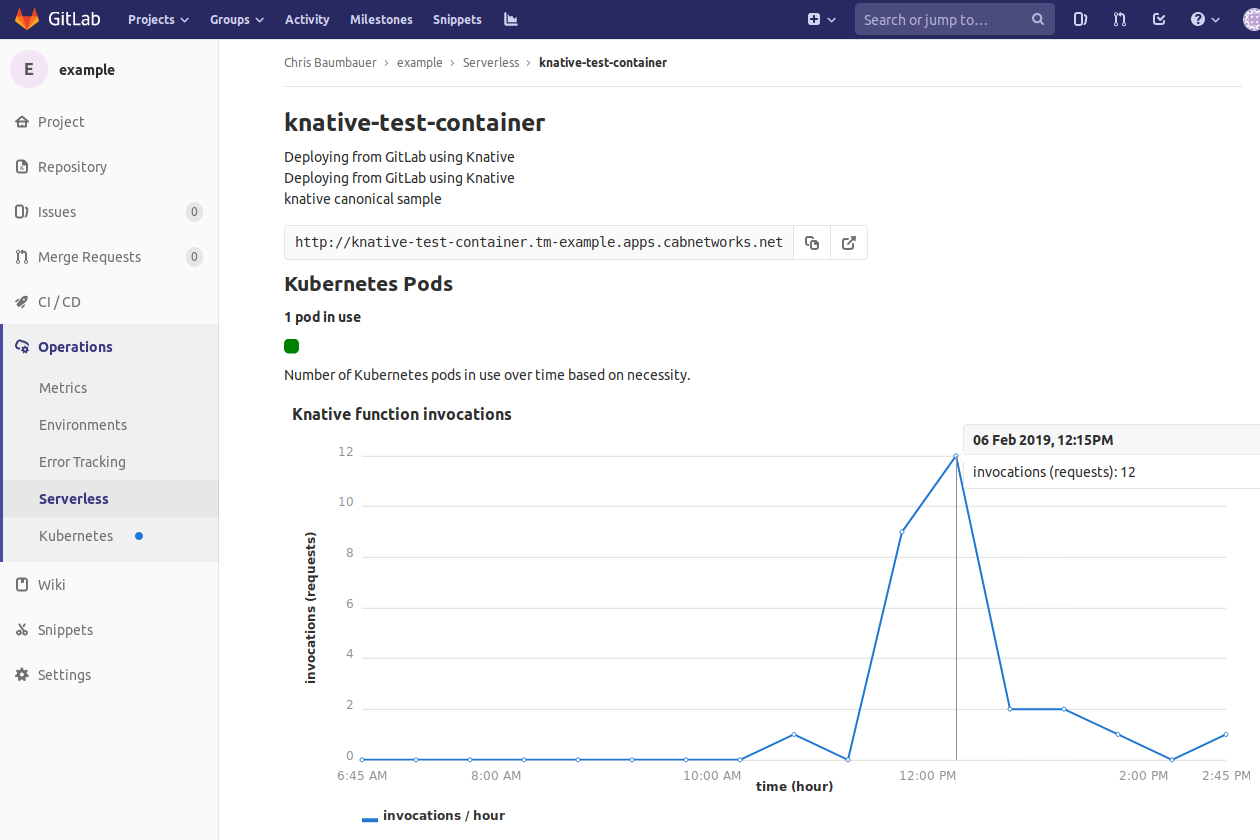 GitLab Projects Groups Activity Milestones Snippets Search or jump to...
E example
Project
Repository
Issues 0
Merge Requests 0
CI / CD
Operations
Metrics
Environments
Error Tracking
Serverless
Kubernetes
Wiki
Snippets
Settings
Chris Baumbauer › example › Serverless › knative-test-container
knative-test-container
Deploying from GitLab using Knative
Deploying from GitLab using Knative
knative canonical sample
http://knative-test-container.tm-example.apps.cabnetworks.net
Kubernetes Pods
1 pod in use
Number of Kubernetes pods in use over time based on necessity.
Knative function invocations
06 Feb 2019, 12:15PM
invocations (requests): 12
12
10
8
6
4
2
0
invocations (requests)
6:45 AM 8:00 AM 10:00 AM 12:00 PM 2:00 PM 2:45 PM
time (hour)
invocations / hour